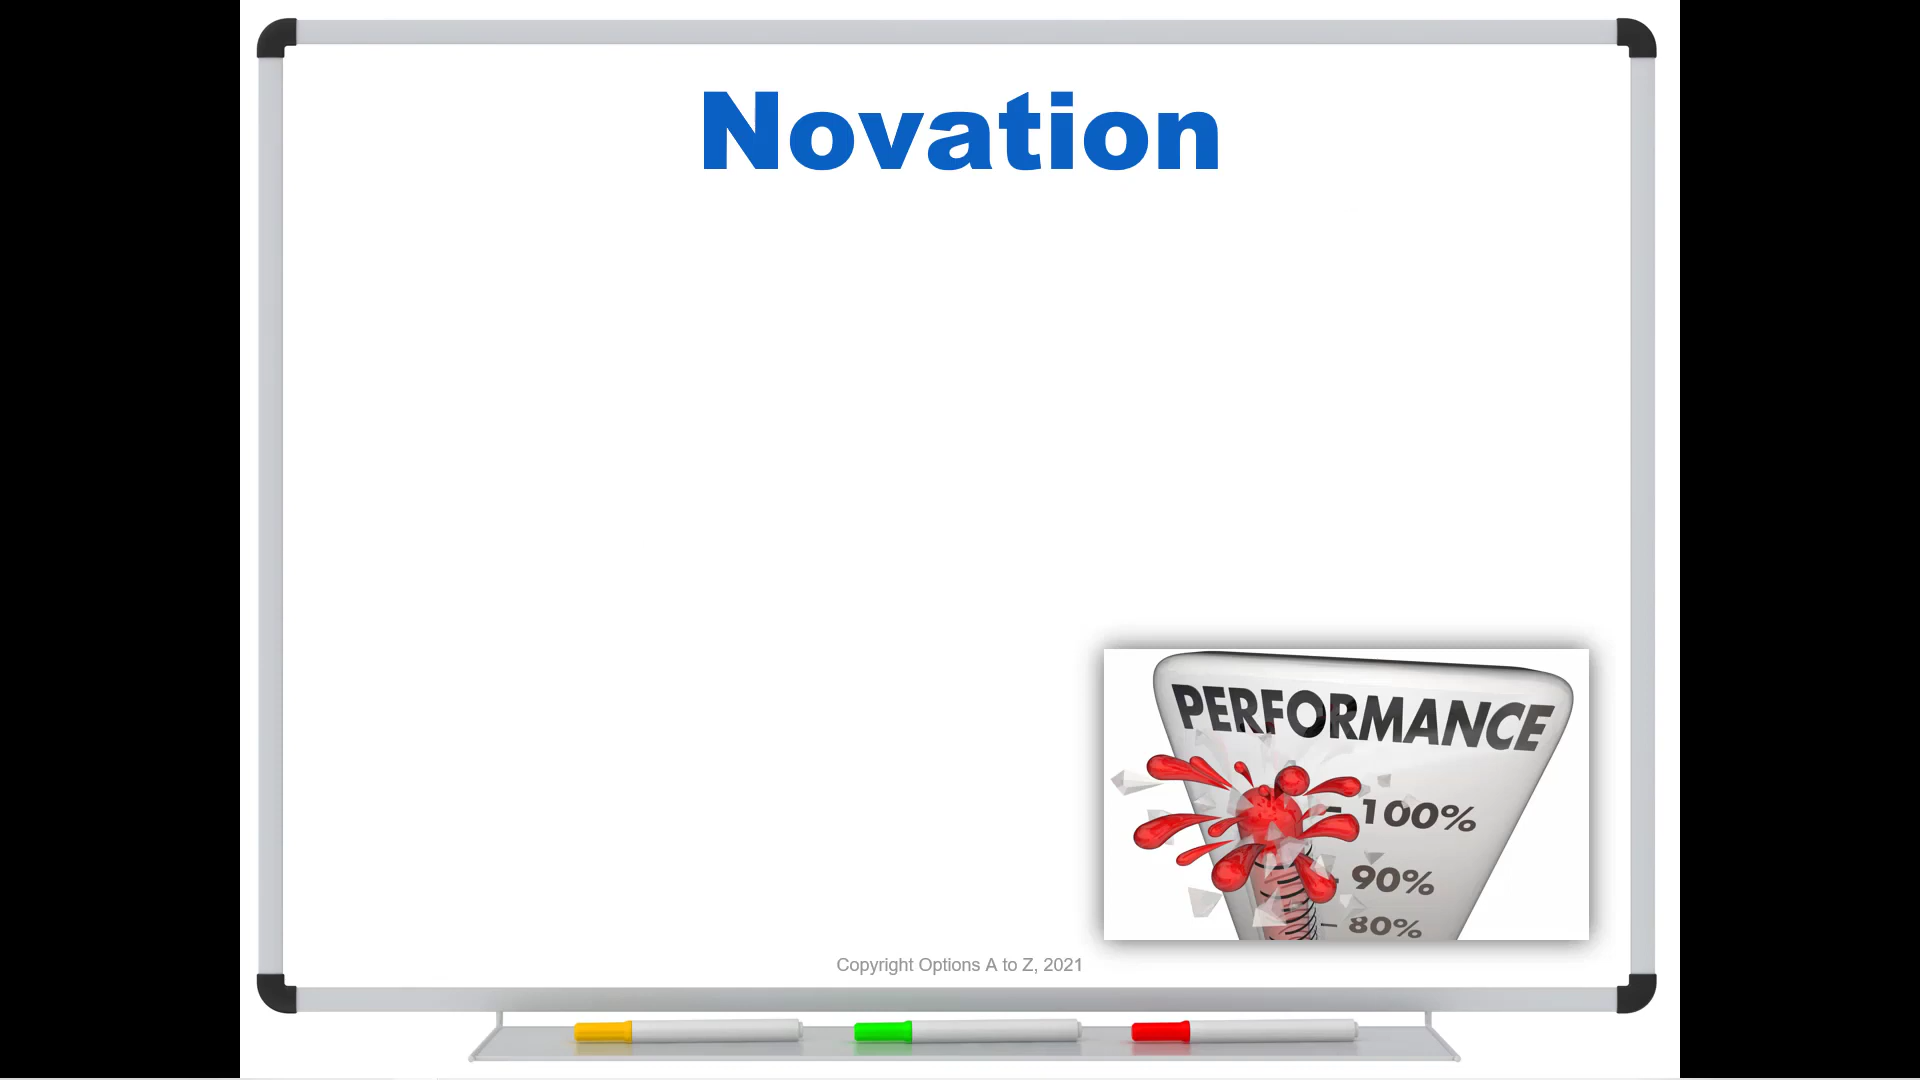 Novation
PERFORMANCE
100%
90%
80%
Copyright Options A to Z, 2021